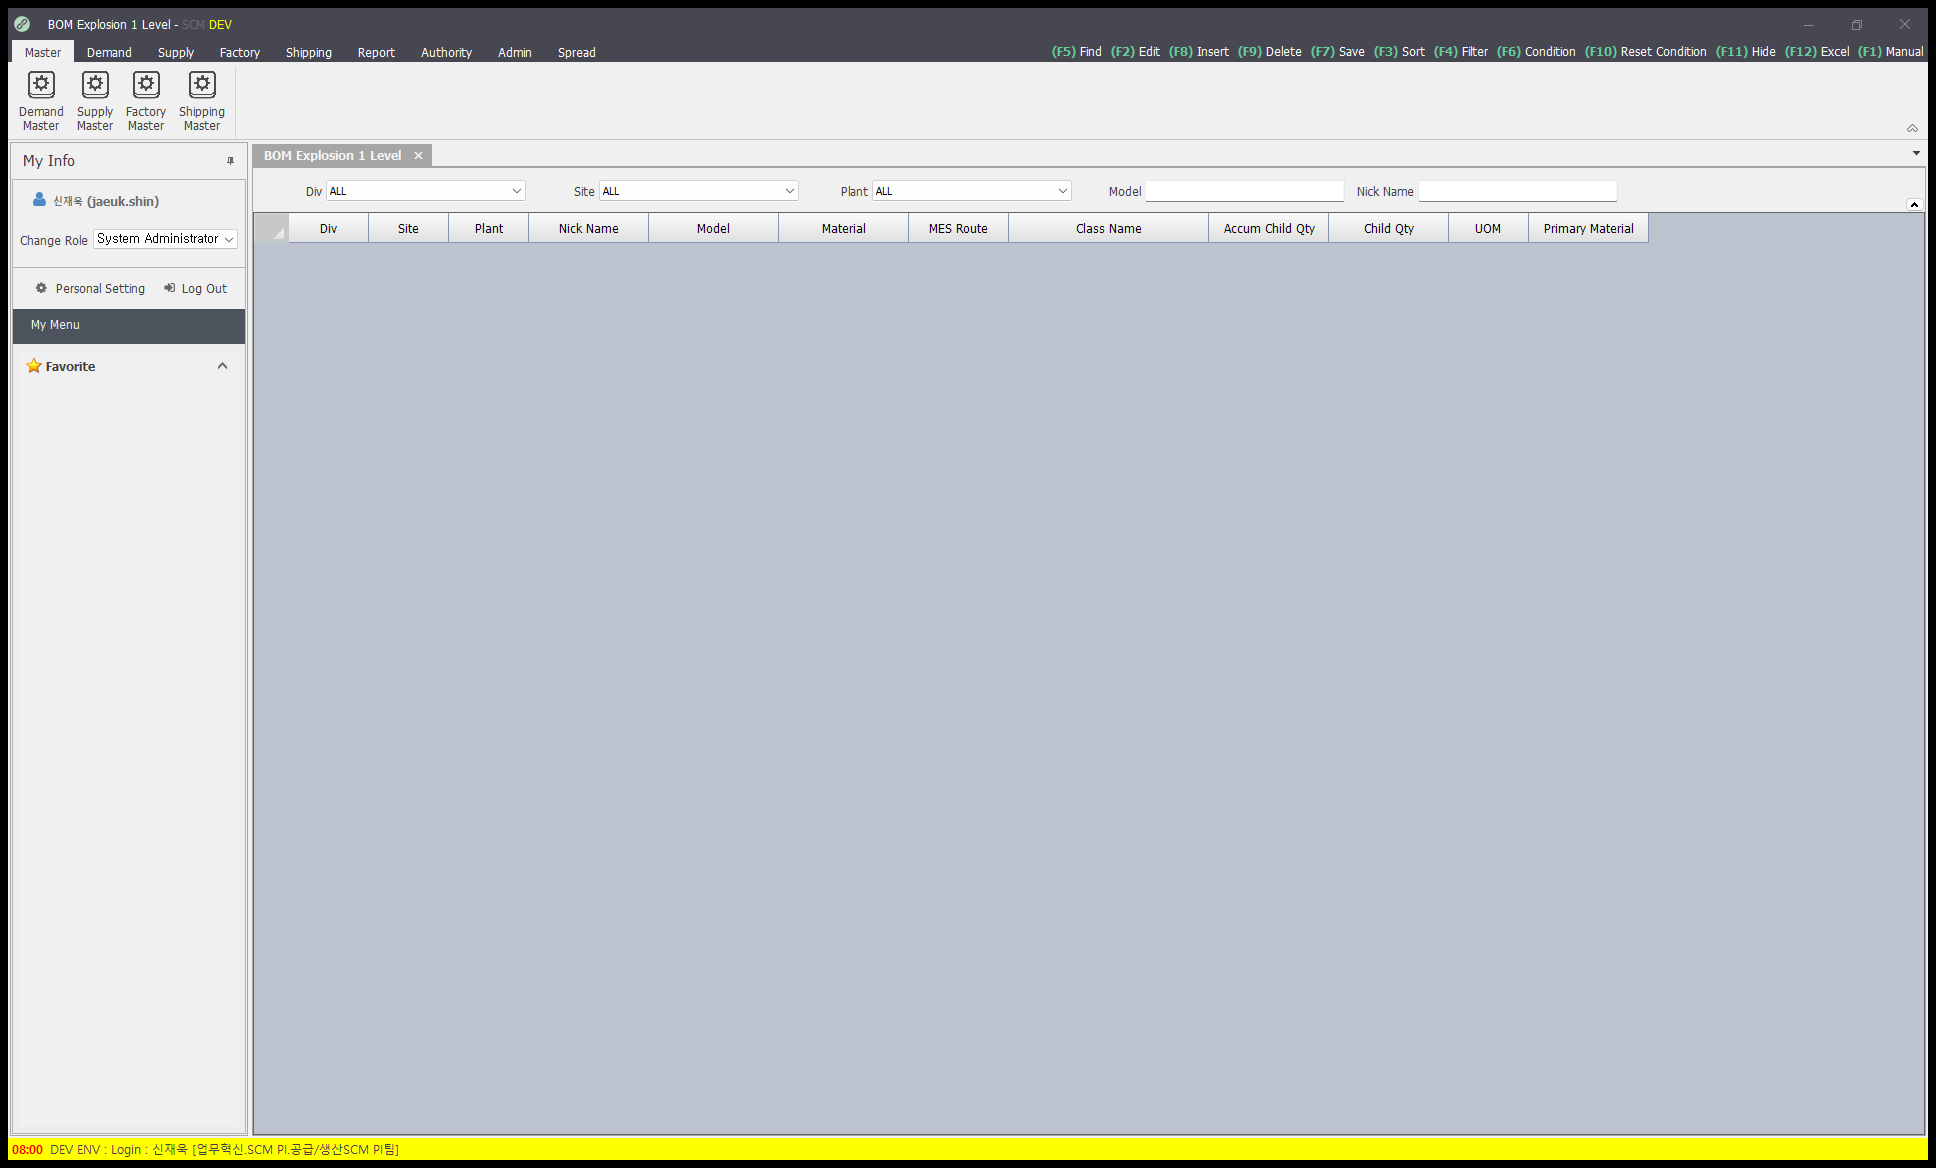 BOM Explosion 1 Level - SCM DEV
Master Demand Supply Factory Shipping Report Authority Admin Spread (F5) Find (F2) Edit (F8) Insert (F9) Delete (F7) Save (F3) Sort (F4) Filter (F6) Condition (F10) Reset Condition (F11) Hide (F12) Excel (F1) Manual
Demand Master
Supply Master
Factory Master
Shipping Master
My Info
신재욱 (jaeuk.shin)
Change Role System Administrator
Personal Setting Log Out
My Menu
Favorite
BOM Explosion 1 Level
Div ALL Site ALL Plant ALL Model Nick Name
Div Site Plant Nick Name Model Material MES Route Class Name Accum Child Qty Child Qty UOM Primary Material
08:00 DEV ENV : Login : 신재욱 [업무혁신.SCM PI.공급/생산SCM PI팀]